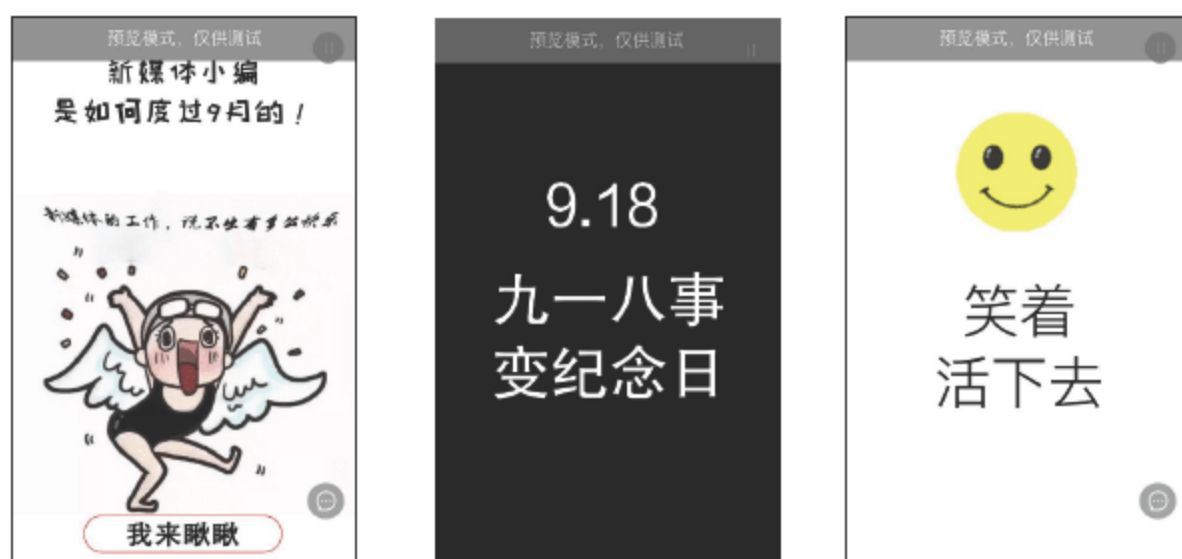 预览模式，仅供测试
新媒体小编
是如何度过9月的！
新媒体的工作，说不出有多么快乐
我来瞅瞅
预览模式，仅供测试
9.18
九一八事
变纪念日
预览模式，仅供测试
笑着
活下去